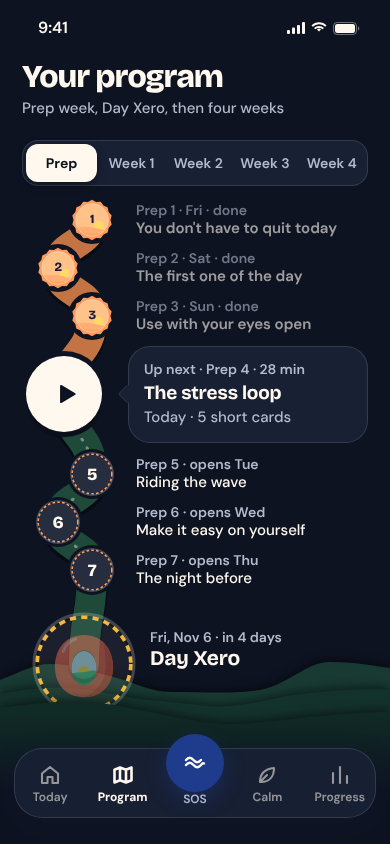 9:41
Your program
Prep week, Day Xero, then four weeks
Prep
Week 1
Week 2
Week 3
Week 4
1
Prep 1 · Fri · done
You don't have to quit today
2
Prep 2 · Sat · done
The first one of the day
3
Prep 3 · Sun · done
Use with your eyes open
Up next · Prep 4 · 28 min
The stress loop
Today · 5 short cards
5
Prep 5 · opens Tue
Riding the wave
6
Prep 6 · opens Wed
Make it easy on yourself
7
Prep 7 · opens Thu
The night before
Fri, Nov 6 · in 4 days
Day Xero
Today
Program
SOS
Calm
Progress